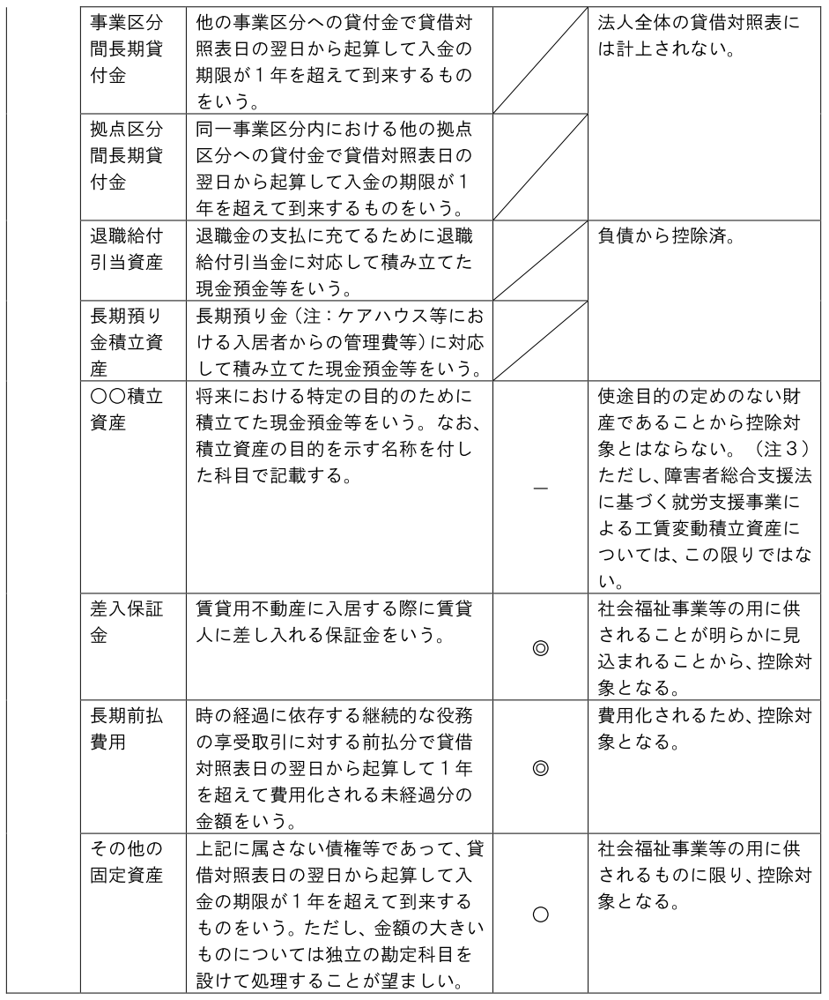 事業区分
間長期貸
付金
他の事業区分への貸付金で貸借対
照表日の翌日から起算して入金の
期限が１年を超えて到来するもの
をいう。
法人全体の貸借対照表に
は計上されない。
拠点区分
間長期貸
付金
同一事業区分内における他の拠点
区分への貸付金で貸借対照表日の
翌日から起算して入金の期限が１
年を超えて到来するものをいう。
退職給付
引当資産
退職金の支払に充てるために退職
給付引当金に対応して積み立てた
現金預金等をいう。
負債から控除済。
長期預り
金積立資
産
長期預り金（注：ケアハウス等にお
ける入居者からの管理費等）に対応
して積み立てた現金預金等をいう。
〇〇積立
資産
将来における特定の目的のために
積立てた現金預金等をいう。なお、
積立資産の目的を示す名称を付し
た科目で記載する。
―
使途目的の定めのない財
産であることから控除対
象とはならない。（注３）
ただし、障害者総合支援法
に基づく就労支援事業に
よる工賃変動積立資産に
ついては、この限りではな
い。
差入保証
金
賃貸用不動産に入居する際に賃貸
人に差し入れる保証金をいう。
◎
社会福祉事業等の用に供
されることが明らかに見
込まれることから、控除対
象となる。
長期前払
費用
時の経過に依存する継続的な役務
の享受取引に対する前払分で貸借
対照表日の翌日から起算して１年
を超えて費用化される未経過分の
金額をいう。
◎
費用化されるため、控除対
象となる。
その他の
固定資産
上記に属さない債権等であって、貸
借対照表日の翌日から起算して入
金の期限が１年を超えて到来する
ものをいう。ただし、金額の大きい
ものについては独立の勘定科目を
設けて処理することが望ましい。
〇
社会福祉事業等の用に供
されるものに限り、控除対
象となる。